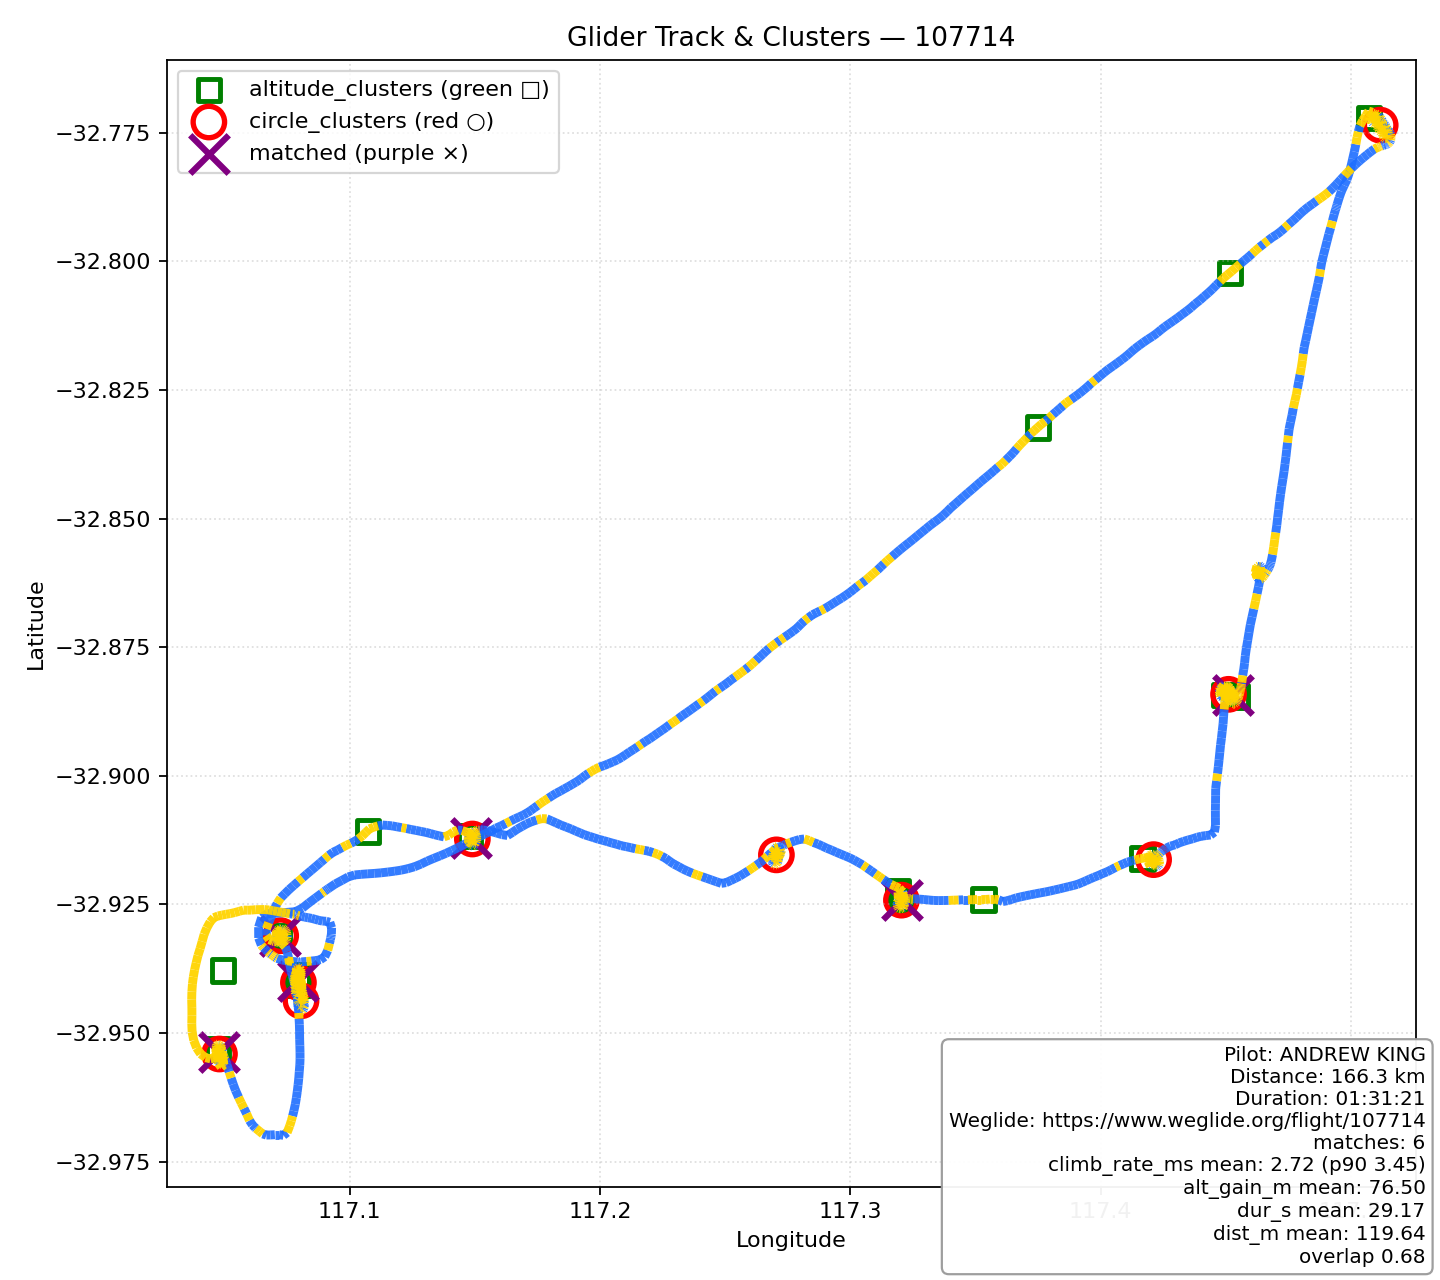 Glider Track & Clusters — 107714
altitude_clusters (green □)
circle_clusters (red ○)
matched (purple ×)
−32.775
−32.800
−32.825
−32.850
−32.875
−32.900
−32.925
−32.950
−32.975
Latitude
117.1
117.2
117.3
117.4
Longitude
Pilot: ANDREW KING
Distance: 166.3 km
Duration: 01:31:21
Weglide: https://www.weglide.org/flight/107714
matches: 6
climb_rate_ms mean: 2.72 (p90 3.45)
alt_gain_m mean: 76.50
dur_s mean: 29.17
dist_m mean: 119.64
overlap 0.68